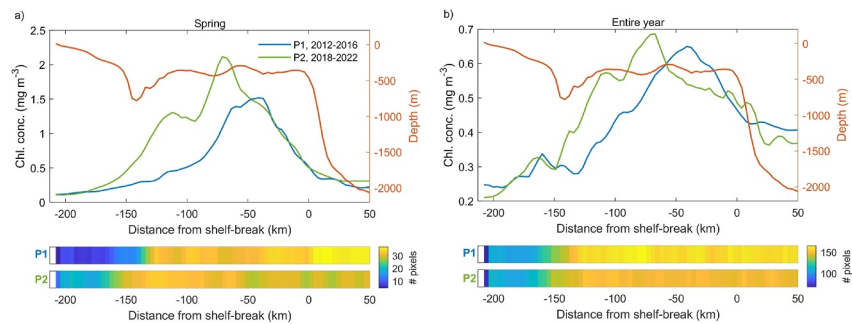 a)
Spring
P1, 2012-2016
P2, 2018-2022
Chl. conc. (mg m⁻³)
2.5
2
1.5
1
0.5
0
0
-500
-1000
-1500
-2000
Depth (m)
-200 -150 -100 -50 0 50
Distance from shelf-break (km)
P1
P2
30
20
10
# pixels
-200 -150 -100 -50 0 50
Distance from shelf-break (km)
b)
Entire year
Chl. conc. (mg m⁻³)
0.7
0.6
0.5
0.4
0.3
0.2
0
-500
-1000
-1500
-2000
Depth (m)
-200 -150 -100 -50 0 50
Distance from shelf-break (km)
P1
P2
150
100
# pixels
-200 -150 -100 -50 0 50
Distance from shelf-break (km)